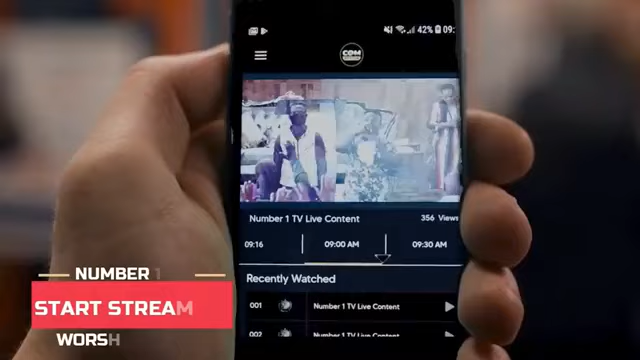 42% 09:
COM
Number 1 TV Live Content 356 Views
09:16 09:00 AM 09:30 AM
Recently Watched
001 Number 1 TV Live Content
002 Number 1 TV Live Content
NUMBER 1
START STREAM
WORSH